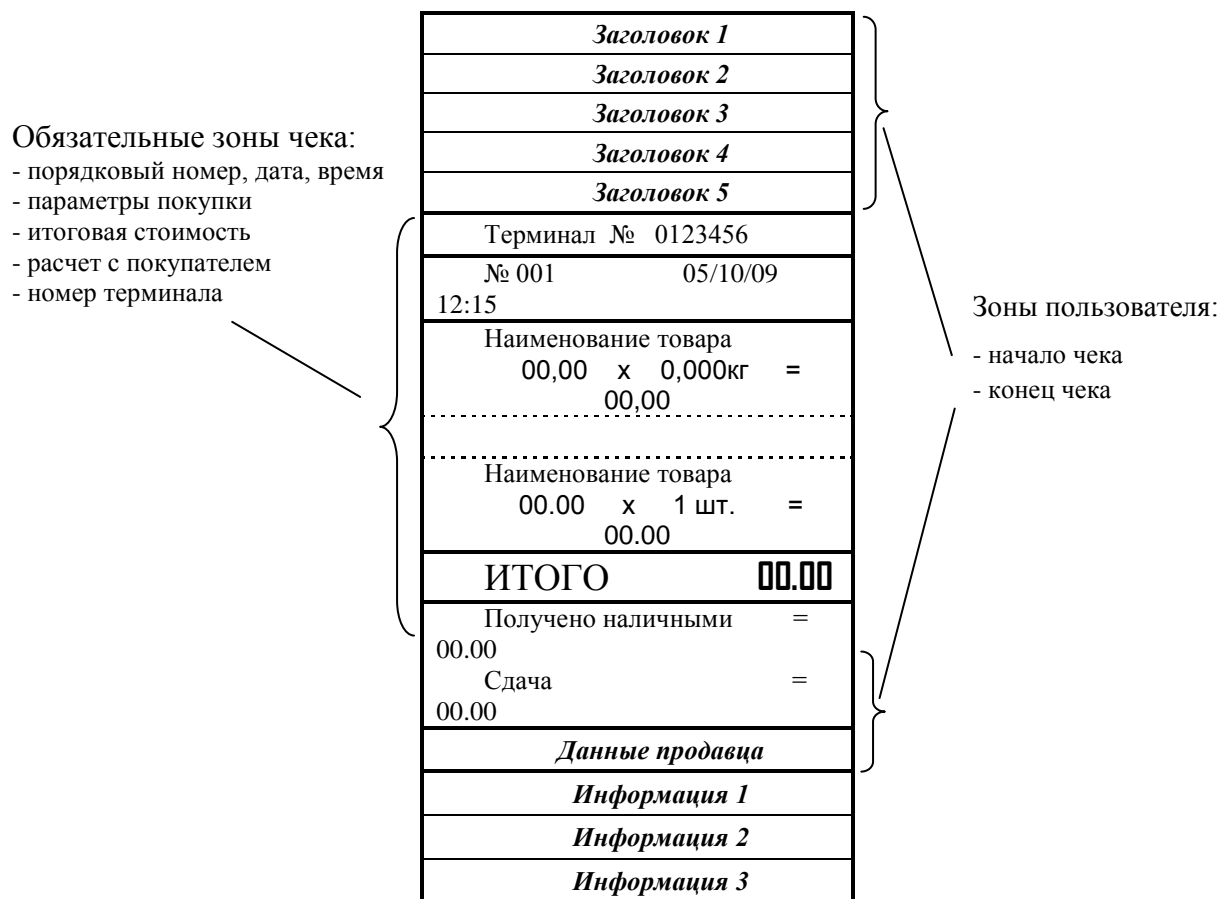 Заголовок 1
Заголовок 2
Заголовок 3
Заголовок 4
Заголовок 5
Обязательные зоны чека:
- порядковый номер, дата, время
- параметры покупки
- итоговая стоимость
- расчет с покупателем
- номер терминала
Терминал № 0123456
№ 001 05/10/09
12:15
Наименование товара
00,00 х 0,000кг =
00,00
Наименование товара
00.00 х 1 шт. =
00.00
ИТОГО 00.00
Получено наличными =
00.00
Сдача =
00.00
Данные продавца
Информация 1
Информация 2
Информация 3
Зоны пользователя:
- начало чека
- конец чека